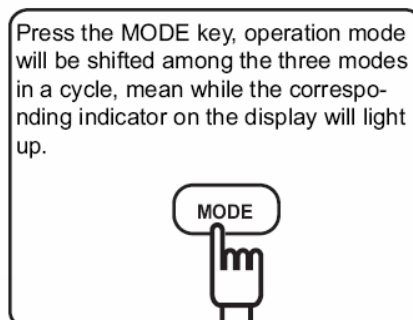 Press the MODE key, operation mode
will be shifted among the three modes
in a cycle, mean while the correspo-
nding indicator on the display will light
up.
MODE